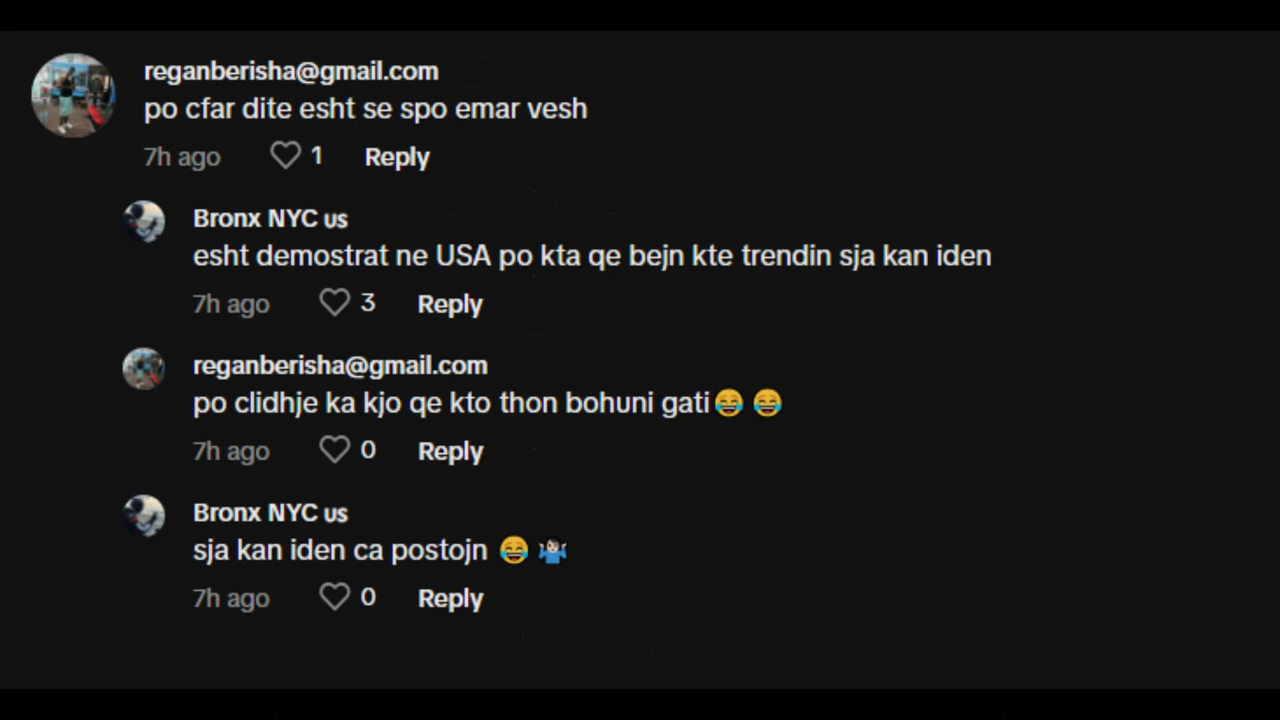 reganberisha@gmail.com
po cfar dite esht se spo emar vesh
7h ago 1 Reply
Bronx NYC us
esht demostrat ne USA po kta qe bejn kte trendin sja kan iden
7h ago 3 Reply
reganberisha@gmail.com
po clidhje ka kjo qe kto thon bohuni gati😂 😂
7h ago 0 Reply
Bronx NYC us
sja kan iden ca postojn 😂 🤷🏻‍♂️
7h ago 0 Reply